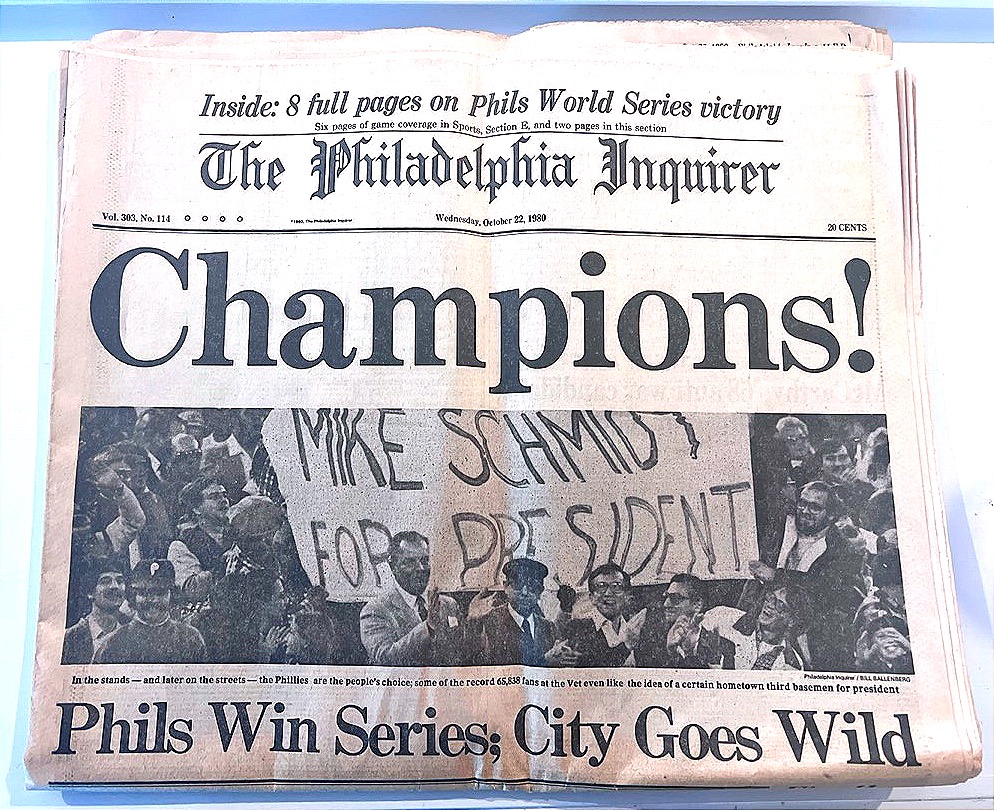 Inside: 8 full pages on Phils World Series victory
Six pages of game coverage in Sports, Section E, and two pages in this section
The Philadelphia Inquirer
Vol. 303, No. 114 ©1980, The Philadelphia Inquirer Wednesday, October 22, 1980 20 CENTS
Champions!
MIKE SCHMIDT
FOR PRESIDENT
P
Philadelphia Inquirer / BILL BALLENBERG
In the stands — and later on the streets — the Phillies are the people's choice; some of the record 65,838 fans at the Vet even like the idea of a certain hometown third basemen for president
Phils Win Series; City Goes Wild